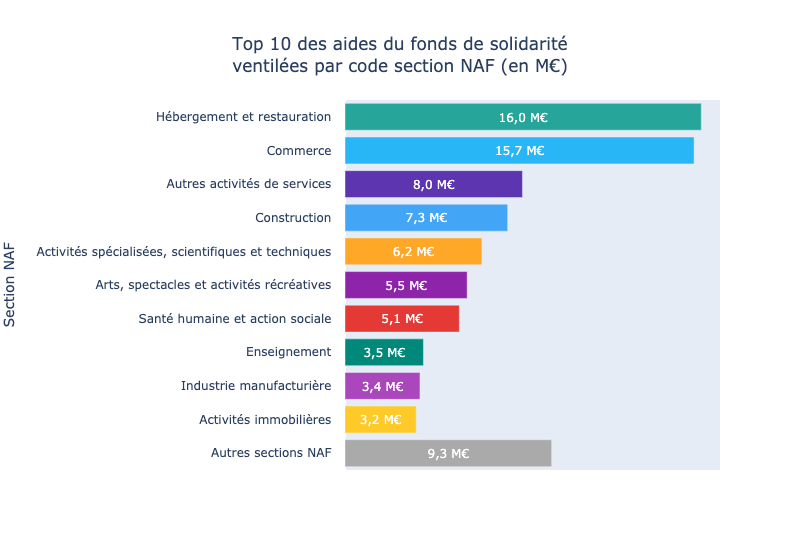 Top 10 des aides du fonds de solidarité
ventilées par code section NAF (en M€)
Section NAF
Hébergement et restauration 16,0 M€
Commerce 15,7 M€
Autres activités de services 8,0 M€
Construction 7,3 M€
Activités spécialisées, scientifiques et techniques 6,2 M€
Arts, spectacles et activités récréatives 5,5 M€
Santé humaine et action sociale 5,1 M€
Enseignement 3,5 M€
Industrie manufacturière 3,4 M€
Activités immobilières 3,2 M€
Autres sections NAF 9,3 M€